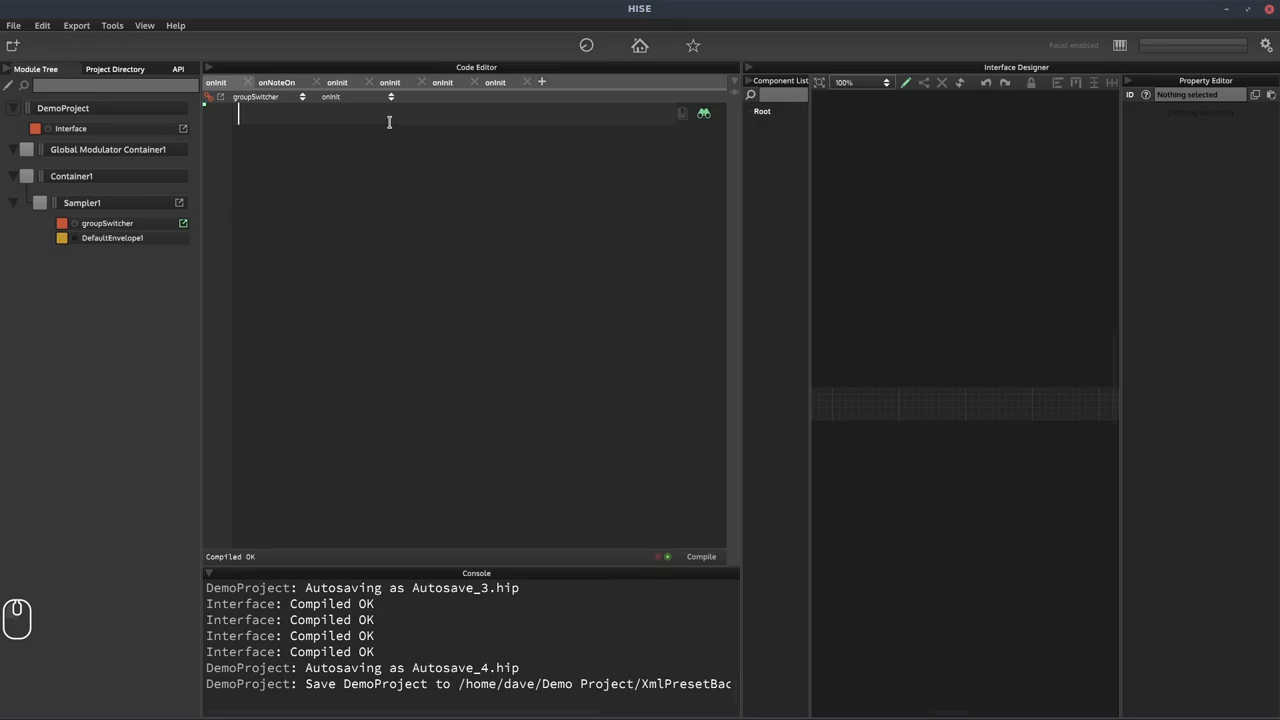 HISE
File Edit Export Tools View Help
Faust enabled
Module Tree Project Directory API
DemoProject
Interface
Global Modulator Container1
Container1
Sampler1
groupSwitcher
DefaultEnvelope1
Code Editor
onInit onNoteOn onInit onInit onInit onInit
groupSwitcher onInit
Compiled OK Compile
Console
DemoProject: Autosaving as Autosave_3.hip
Interface: Compiled OK
Interface: Compiled OK
Interface: Compiled OK
Interface: Compiled OK
DemoProject: Autosaving as Autosave_4.hip
DemoProject: Save DemoProject to /home/dave/Demo Project/XmlPresetBac
Interface Designer
Component List
100%
Root
Property Editor
ID Nothing selected